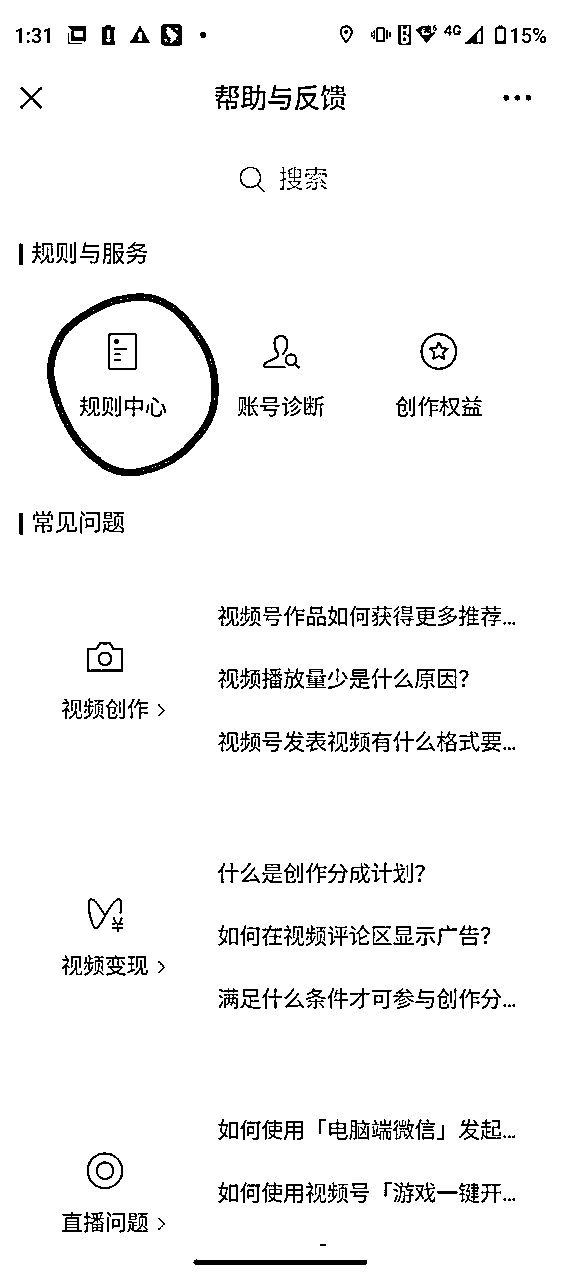 1:31
4G
15%
帮助与反馈
搜索
规则与服务
规则中心
账号诊断
创作权益
常见问题
视频号作品如何获得更多推荐...
视频播放量少是什么原因?
视频号发表视频有什么格式要...
视频创作
什么是创作分成计划?
如何在视频评论区显示广告?
满足什么条件才可参与创作分...
视频变现
如何使用「电脑端微信」发起...
如何使用视频号「游戏一键开...
直播问题